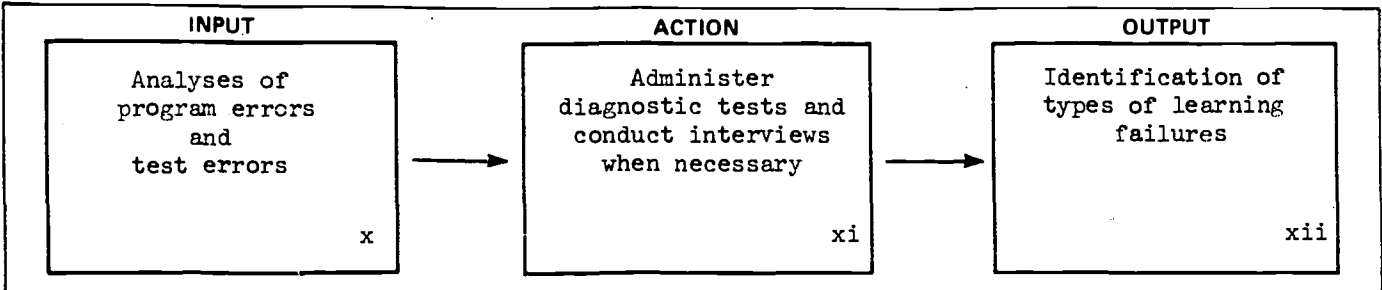 INPUT
Analyses of
program errors
and
test errors
x
ACTION
Administer
diagnostic tests and
conduct interviews
when necessary
xi
OUTPUT
Identification of
types of learning
failures
xii